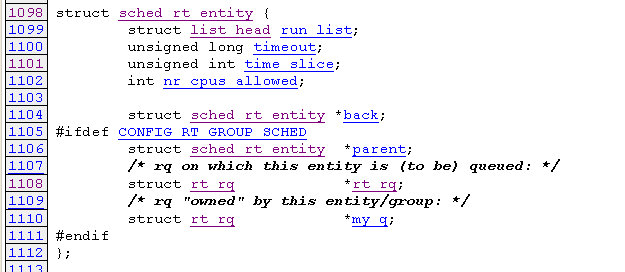 1098 struct sched_rt_entity {
1099         struct list_head run_list;
1100         unsigned long timeout;
1101         unsigned int time_slice;
1102         int nr_cpus_allowed;
1103
1104         struct sched_rt_entity *back;
1105 #ifdef CONFIG_RT_GROUP_SCHED
1106         struct sched_rt_entity  *parent;
1107         /* rq on which this entity is (to be) queued: */
1108         struct rt_rq            *rt_rq;
1109         /* rq "owned" by this entity/group: */
1110         struct rt_rq            *my_q;
1111 #endif
1112 };
1113